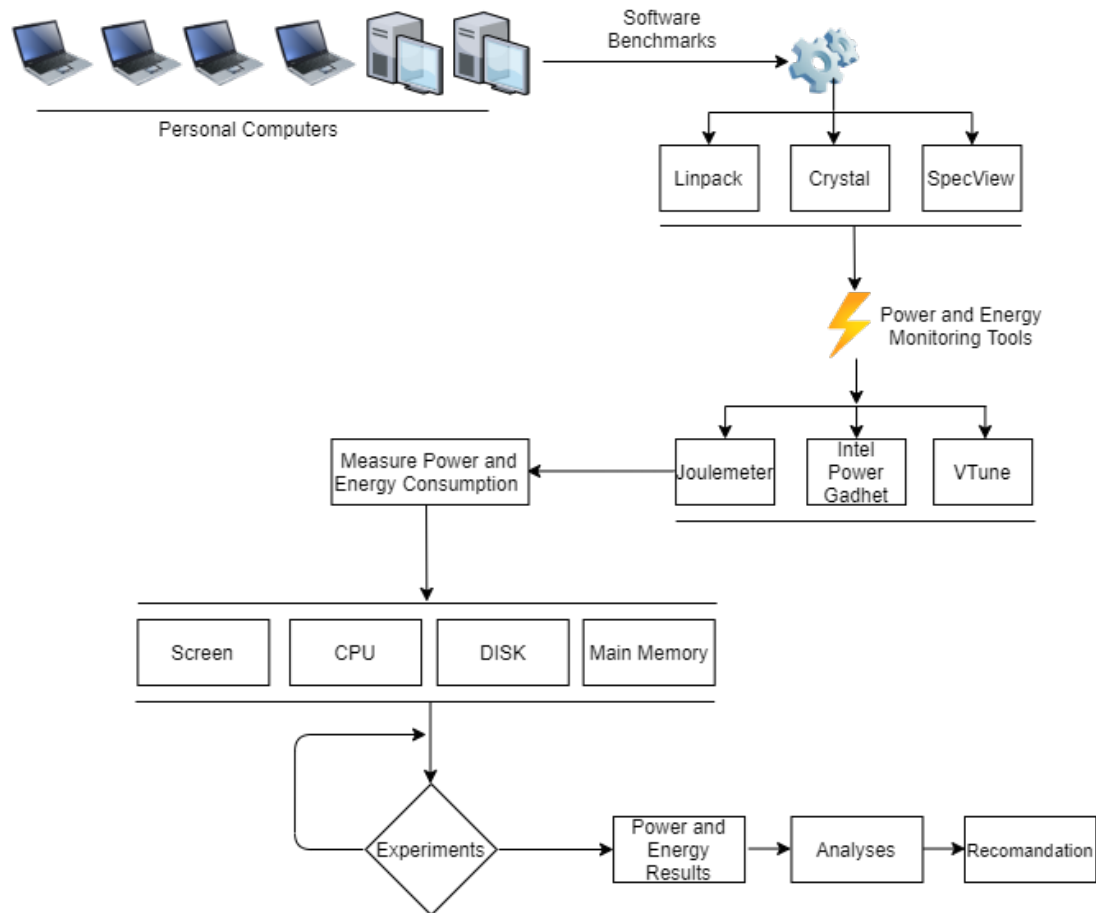 Software
Benchmarks
Personal Computers
Linpack
Crystal
SpecView
Power and Energy
Monitoring Tools
Measure Power and
Energy Consumption
Joulemeter
Intel
Power
Gadhet
VTune
Screen
CPU
DISK
Main Memory
Experiments
Power and
Energy
Results
Analyses
Recomandation